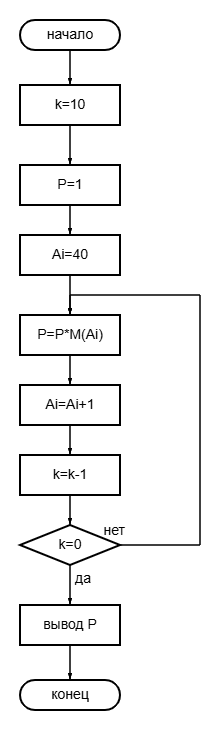 начало
k=10
P=1
Ai=40
P=P*M(Ai)
Ai=Ai+1
k=k-1
нет
k=0
да
вывод P
конец